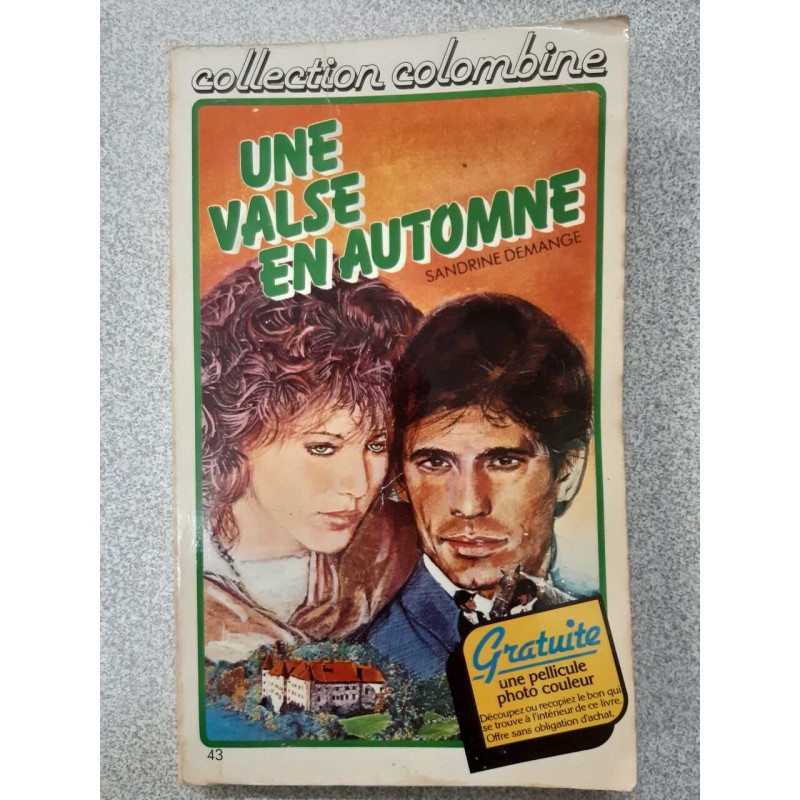 collection colombine
UNE
VALSE
EN AUTOMNE
SANDRINE DEMANGE
Gratuite
une pellicule
photo couleur
Découpez ou recopiez le bon qui
se trouve à l'intérieur de ce livre.
Offre sans obligation d'achat.
43